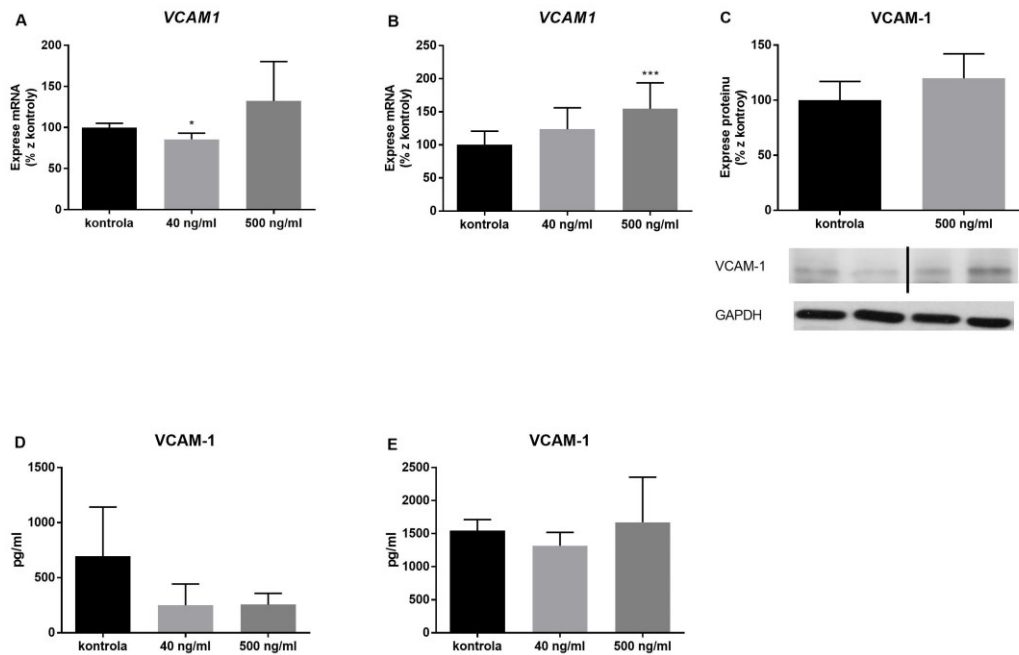 A
VCAM1
Exprese mRNA
(% z kontroly)
200
150
100
50
0
kontrola
40 ng/ml
500 ng/ml
*
B
VCAM1
Exprese mRNA
(% z kontroly)
250
200
150
100
50
0
kontrola
40 ng/ml
500 ng/ml
***
C
VCAM-1
Exprese proteinu
(% z kontroy)
150
100
50
0
kontrola
500 ng/ml
VCAM-1
GAPDH
D
VCAM-1
pg/ml
1500
1000
500
0
kontrola
40 ng/ml
500 ng/ml
E
VCAM-1
pg/ml
2500
2000
1500
1000
500
0
kontrola
40 ng/ml
500 ng/ml